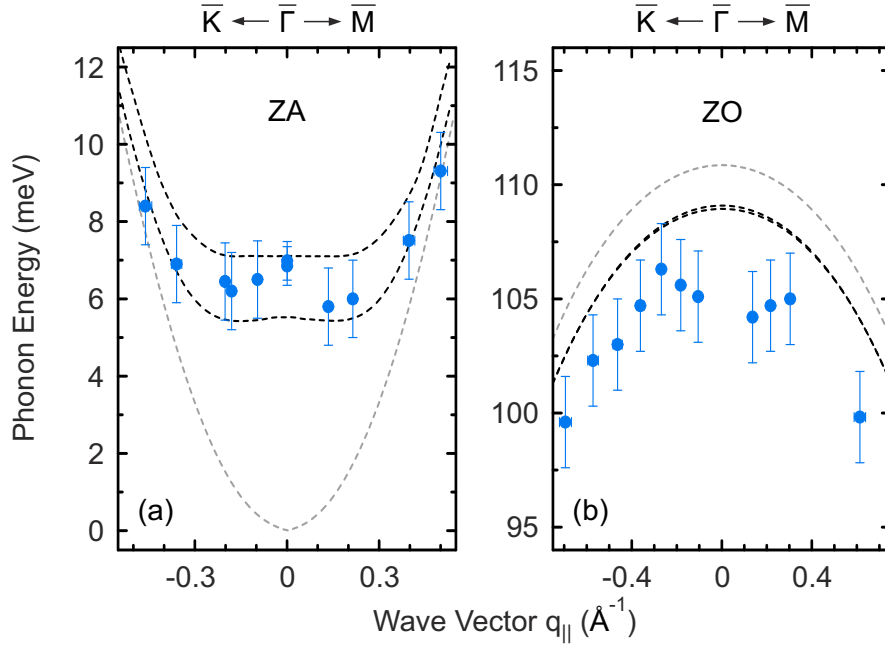 K̅ ← Γ̅ → M̅
K̅ ← Γ̅ → M̅
ZA
ZO
12
10
8
6
4
2
0
115
110
105
100
95
Phonon Energy (meV)
(a)
(b)
-0.3
0
0.3
-0.4
0
0.4
Wave Vector q|| (Å⁻¹)